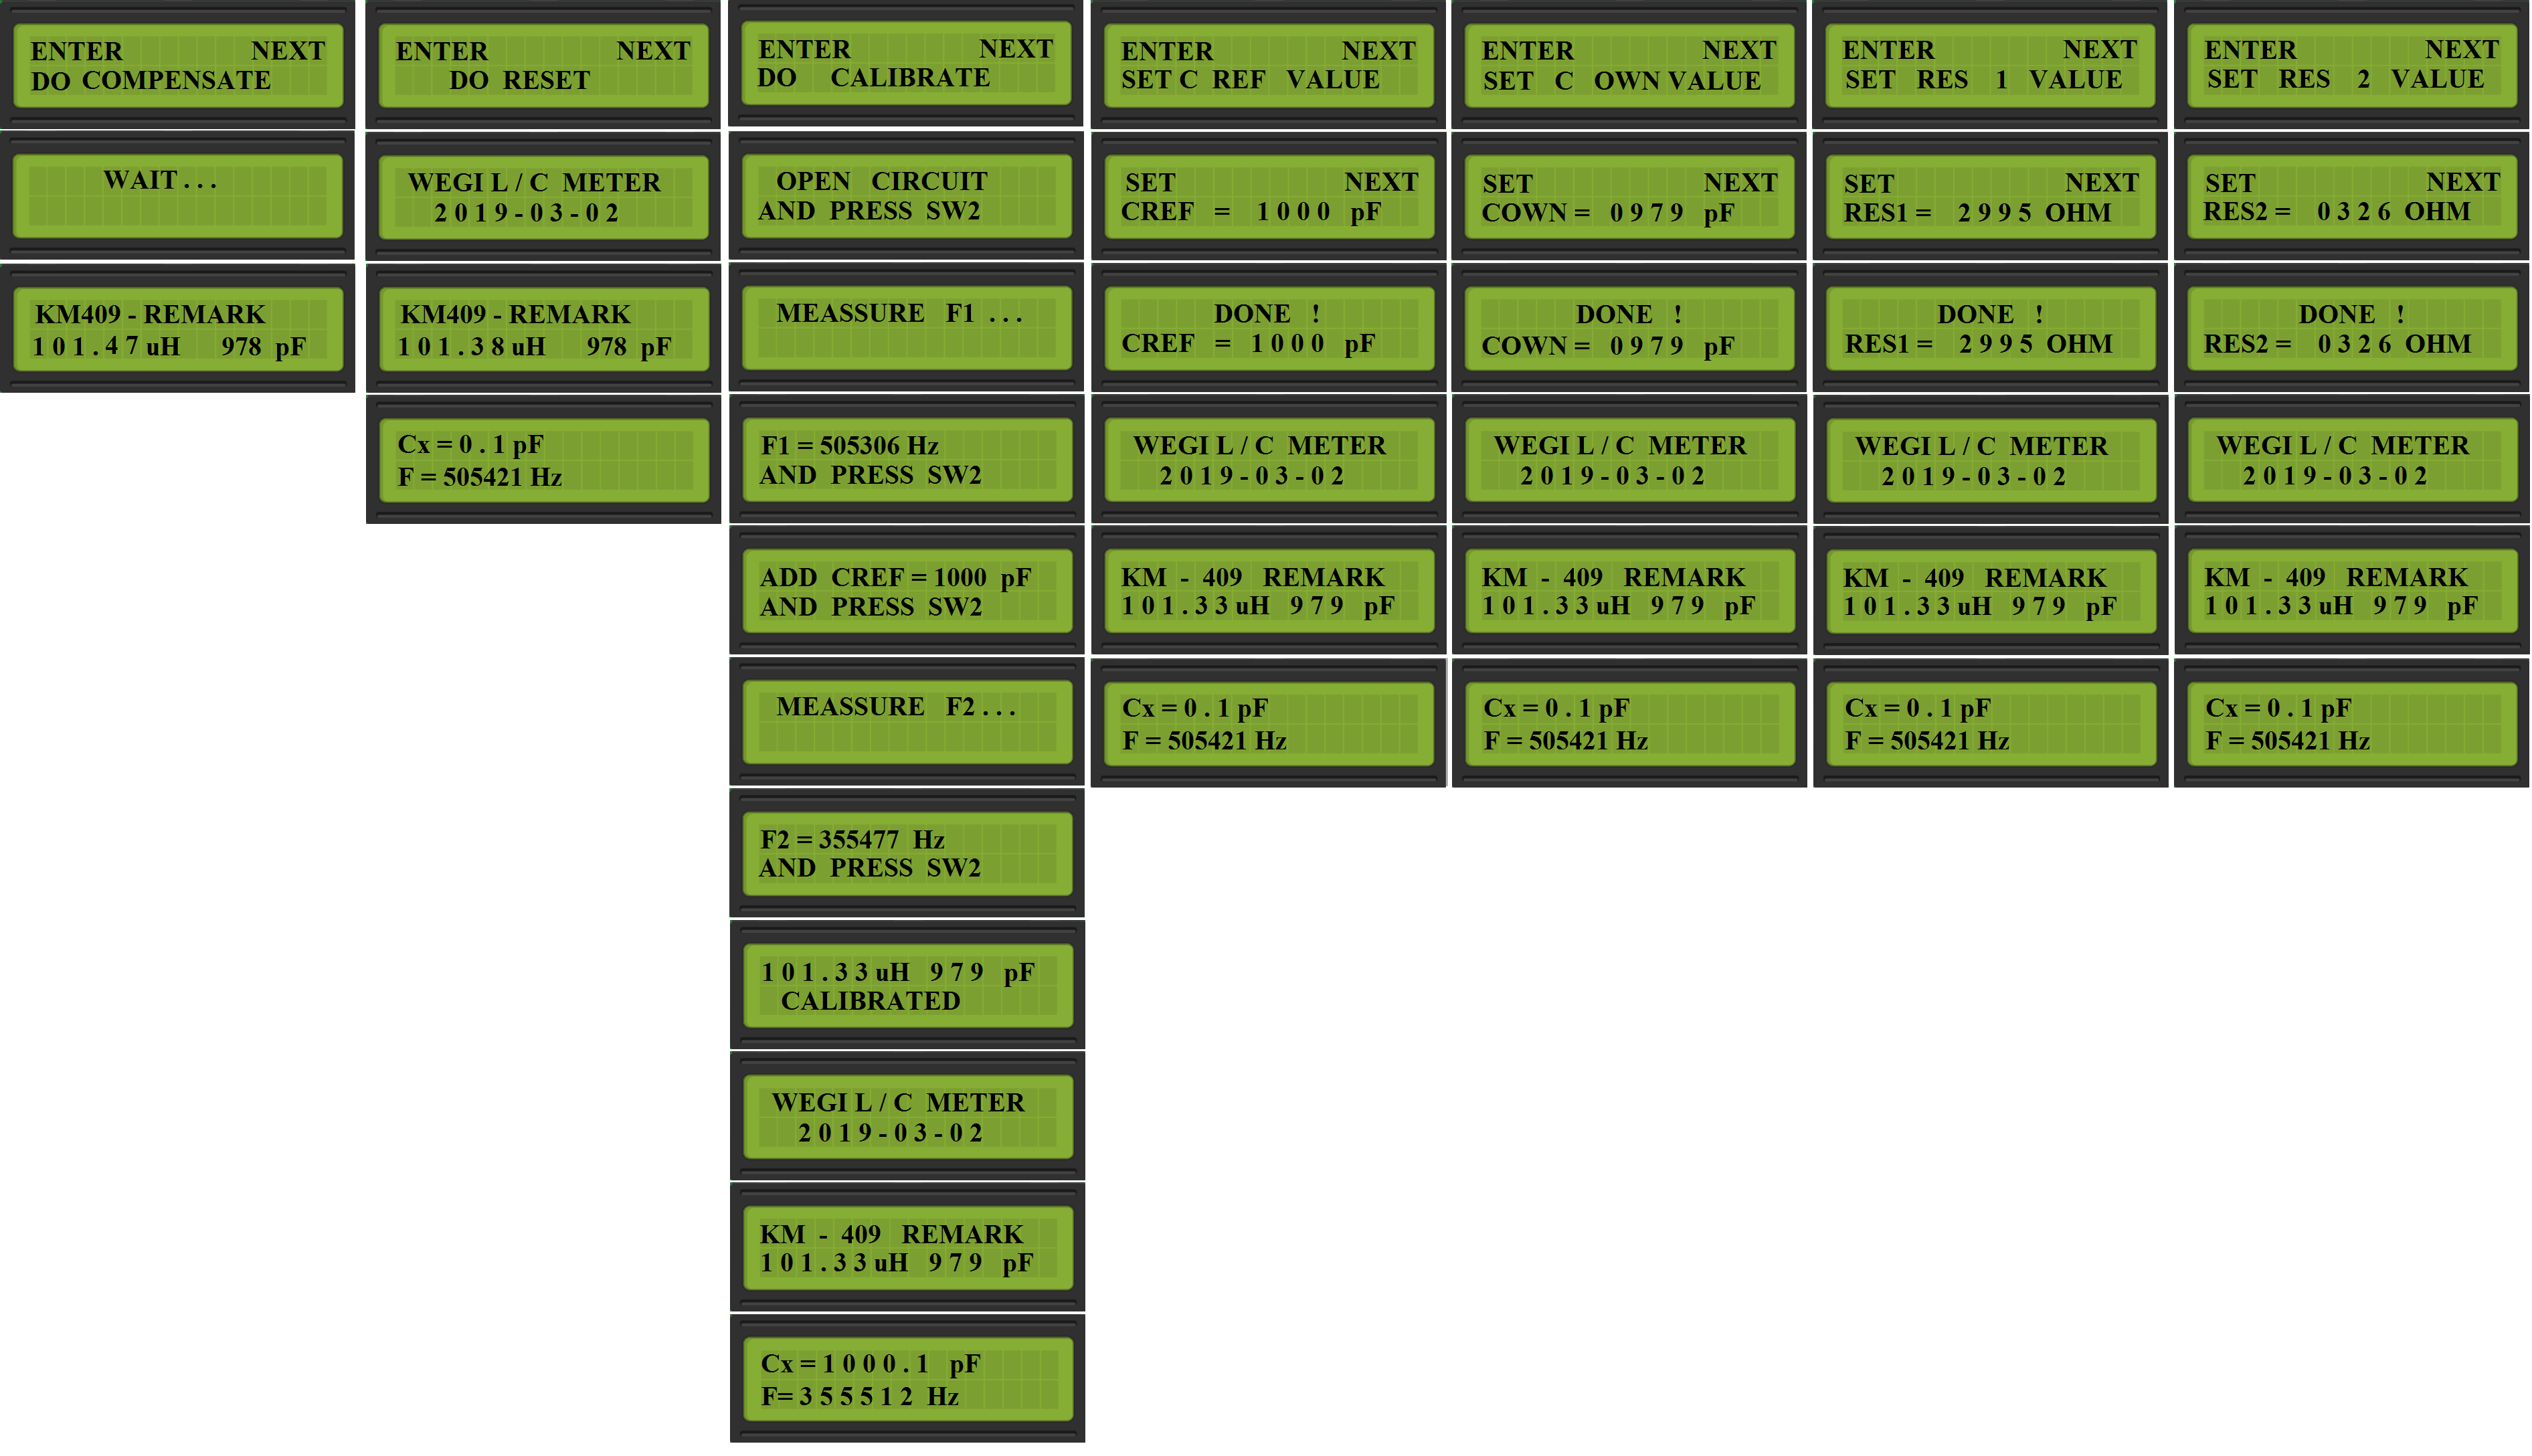 ENTER NEXT
DO COMPENSATE
WAIT . . .
KM409 - REMARK
1 0 1 . 4 7 uH 978 pF
ENTER NEXT
DO RESET
WEGI L / C METER
2 0 1 9 - 0 3 - 0 2
KM409 - REMARK
1 0 1 . 3 8 uH 978 pF
Cx = 0 . 1 pF
F = 505421 Hz
ENTER NEXT
DO CALIBRATE
OPEN CIRCUIT
AND PRESS SW2
MEASSURE F1 . . .
F1 = 505306 Hz
AND PRESS SW2
ADD CREF = 1000 pF
AND PRESS SW2
MEASSURE F2 . . .
F2 = 355477 Hz
AND PRESS SW2
1 0 1 . 3 3 uH 9 7 9 pF
CALIBRATED
WEGI L / C METER
2 0 1 9 - 0 3 - 0 2
KM - 409 REMARK
1 0 1 . 3 3 uH 9 7 9 pF
Cx = 1 0 0 0 . 1 pF
F= 3 5 5 5 1 2 Hz
ENTER NEXT
SET C REF VALUE
SET NEXT
CREF = 1 0 0 0 pF
DONE !
CREF = 1 0 0 0 pF
WEGI L / C METER
2 0 1 9 - 0 3 - 0 2
KM - 409 REMARK
1 0 1 . 3 3 uH 9 7 9 pF
Cx = 0 . 1 pF
F = 505421 Hz
ENTER NEXT
SET C OWN VALUE
SET NEXT
COWN = 0 9 7 9 pF
DONE !
COWN = 0 9 7 9 pF
WEGI L / C METER
2 0 1 9 - 0 3 - 0 2
KM - 409 REMARK
1 0 1 . 3 3 uH 9 7 9 pF
Cx = 0 . 1 pF
F = 505421 Hz
ENTER NEXT
SET RES 1 VALUE
SET NEXT
RES1 = 2 9 9 5 OHM
DONE !
RES1 = 2 9 9 5 OHM
WEGI L / C METER
2 0 1 9 - 0 3 - 0 2
KM - 409 REMARK
1 0 1 . 3 3 uH 9 7 9 pF
Cx = 0 . 1 pF
F = 505421 Hz
ENTER NEXT
SET RES 2 VALUE
SET NEXT
RES2 = 0 3 2 6 OHM
DONE !
RES2 = 0 3 2 6 OHM
WEGI L / C METER
2 0 1 9 - 0 3 - 0 2
KM - 409 REMARK
1 0 1 . 3 3 uH 9 7 9 pF
Cx = 0 . 1 pF
F = 505421 Hz